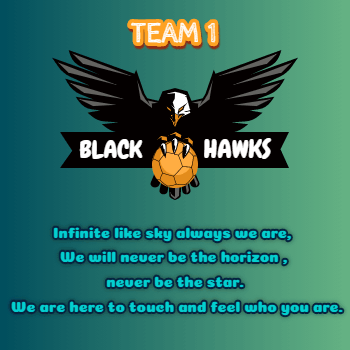 TEAM 1
BLACK HAWKS
Infinite like sky always we are,
We will never be the horizon ,
never be the star.
We are here to touch and feel who you are.